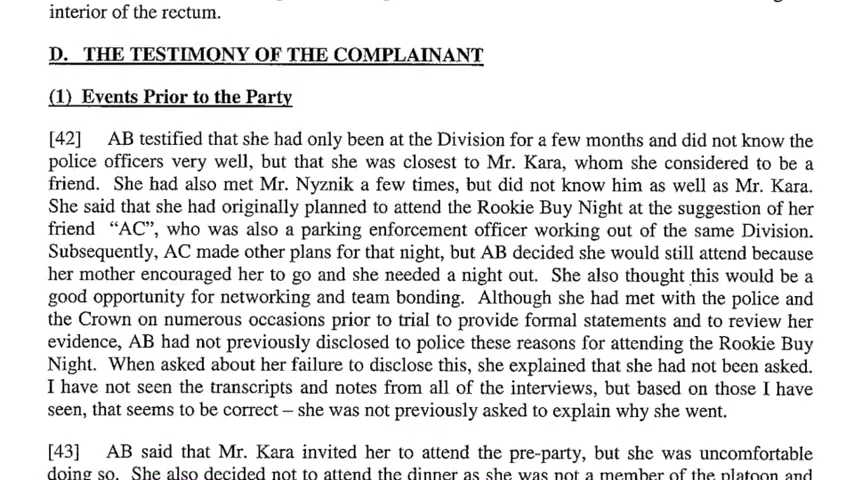 interior of the rectum.
D. THE TESTIMONY OF THE COMPLAINANT
(1) Events Prior to the Party
[42] AB testified that she had only been at the Division for a few months and did not know the
police officers very well, but that she was closest to Mr. Kara, whom she considered to be a
friend. She had also met Mr. Nyznik a few times, but did not know him as well as Mr. Kara.
She said that she had originally planned to attend the Rookie Buy Night at the suggestion of her
friend "AC", who was also a parking enforcement officer working out of the same Division.
Subsequently, AC made other plans for that night, but AB decided she would still attend because
her mother encouraged her to go and she needed a night out. She also thought this would be a
good opportunity for networking and team bonding. Although she had met with the police and
the Crown on numerous occasions prior to trial to provide formal statements and to review her
evidence, AB had not previously disclosed to police these reasons for attending the Rookie Buy
Night. When asked about her failure to disclose this, she explained that she had not been asked.
I have not seen the transcripts and notes from all of the interviews, but based on those I have
seen, that seems to be correct – she was not previously asked to explain why she went.
[43] AB said that Mr. Kara invited her to attend the pre-party, but she was uncomfortable
doing so. She also decided not to attend the dinner as she was not a member of the platoon and